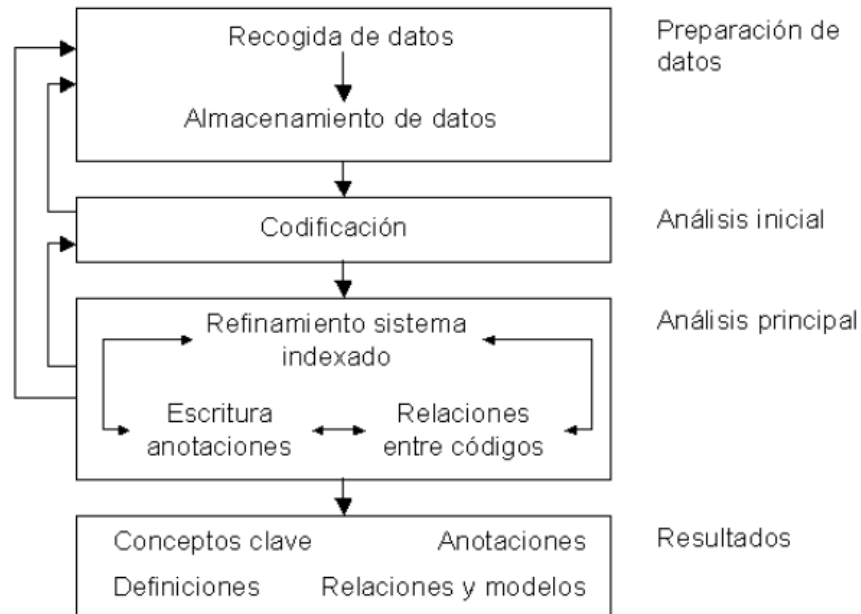 Recogida de datos
Preparación de
datos
Almacenamiento de datos
Codificación
Análisis inicial
Refinamiento sistema
indexado
Análisis principal
Escritura
anotaciones
Relaciones
entre códigos
Conceptos clave
Anotaciones
Resultados
Definiciones
Relaciones y modelos